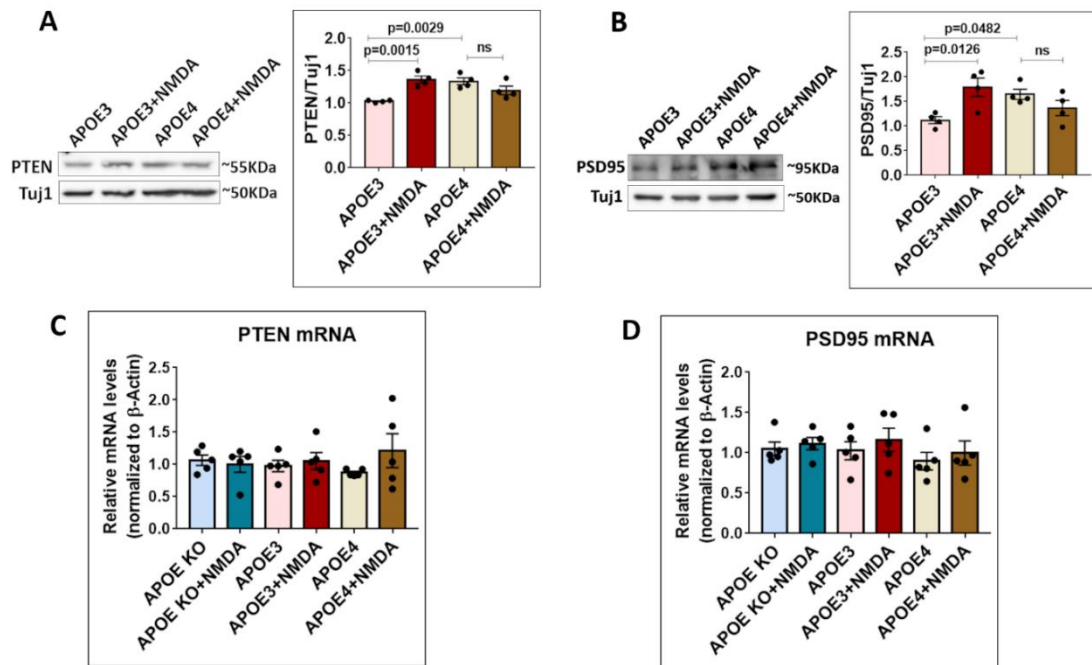 A
APOE3
APOE3+NMDA
APOE4
APOE4+NMDA
PTEN
~55KDa
Tuj1
~50KDa
p=0.0029
p=0.0015
ns
PTEN/Tuj1
2.0
1.5
1.0
0.5
0.0
APOE3
APOE3+NMDA
APOE4
APOE4+NMDA
B
APOE3
APOE3+NMDA
APOE4
APOE4+NMDA
PSD95
~95KDa
Tuj1
~50KDa
p=0.0482
p=0.0126
ns
PSD95/Tuj1
2.5
2.0
1.5
1.0
0.5
0.0
APOE3
APOE3+NMDA
APOE4
APOE4+NMDA
C
PTEN mRNA
Relative mRNA levels
(normalized to β-Actin)
2.5
2.0
1.5
1.0
0.5
0.0
APOE KO
APOE KO+NMDA
APOE3
APOE3+NMDA
APOE4
APOE4+NMDA
D
PSD95 mRNA
Relative mRNA levels
(normalized to β-Actin)
2.0
1.5
1.0
0.5
0.0
APOE KO
APOE KO+NMDA
APOE3
APOE3+NMDA
APOE4
APOE4+NMDA